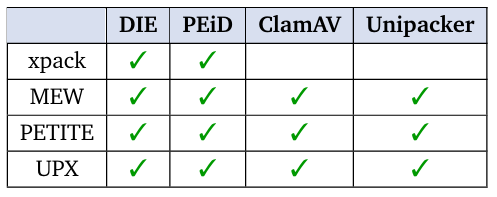 DIE PEiD ClamAV Unipacker
xpack ✓ ✓
MEW ✓ ✓ ✓ ✓
PETITE ✓ ✓ ✓ ✓
UPX ✓ ✓ ✓ ✓